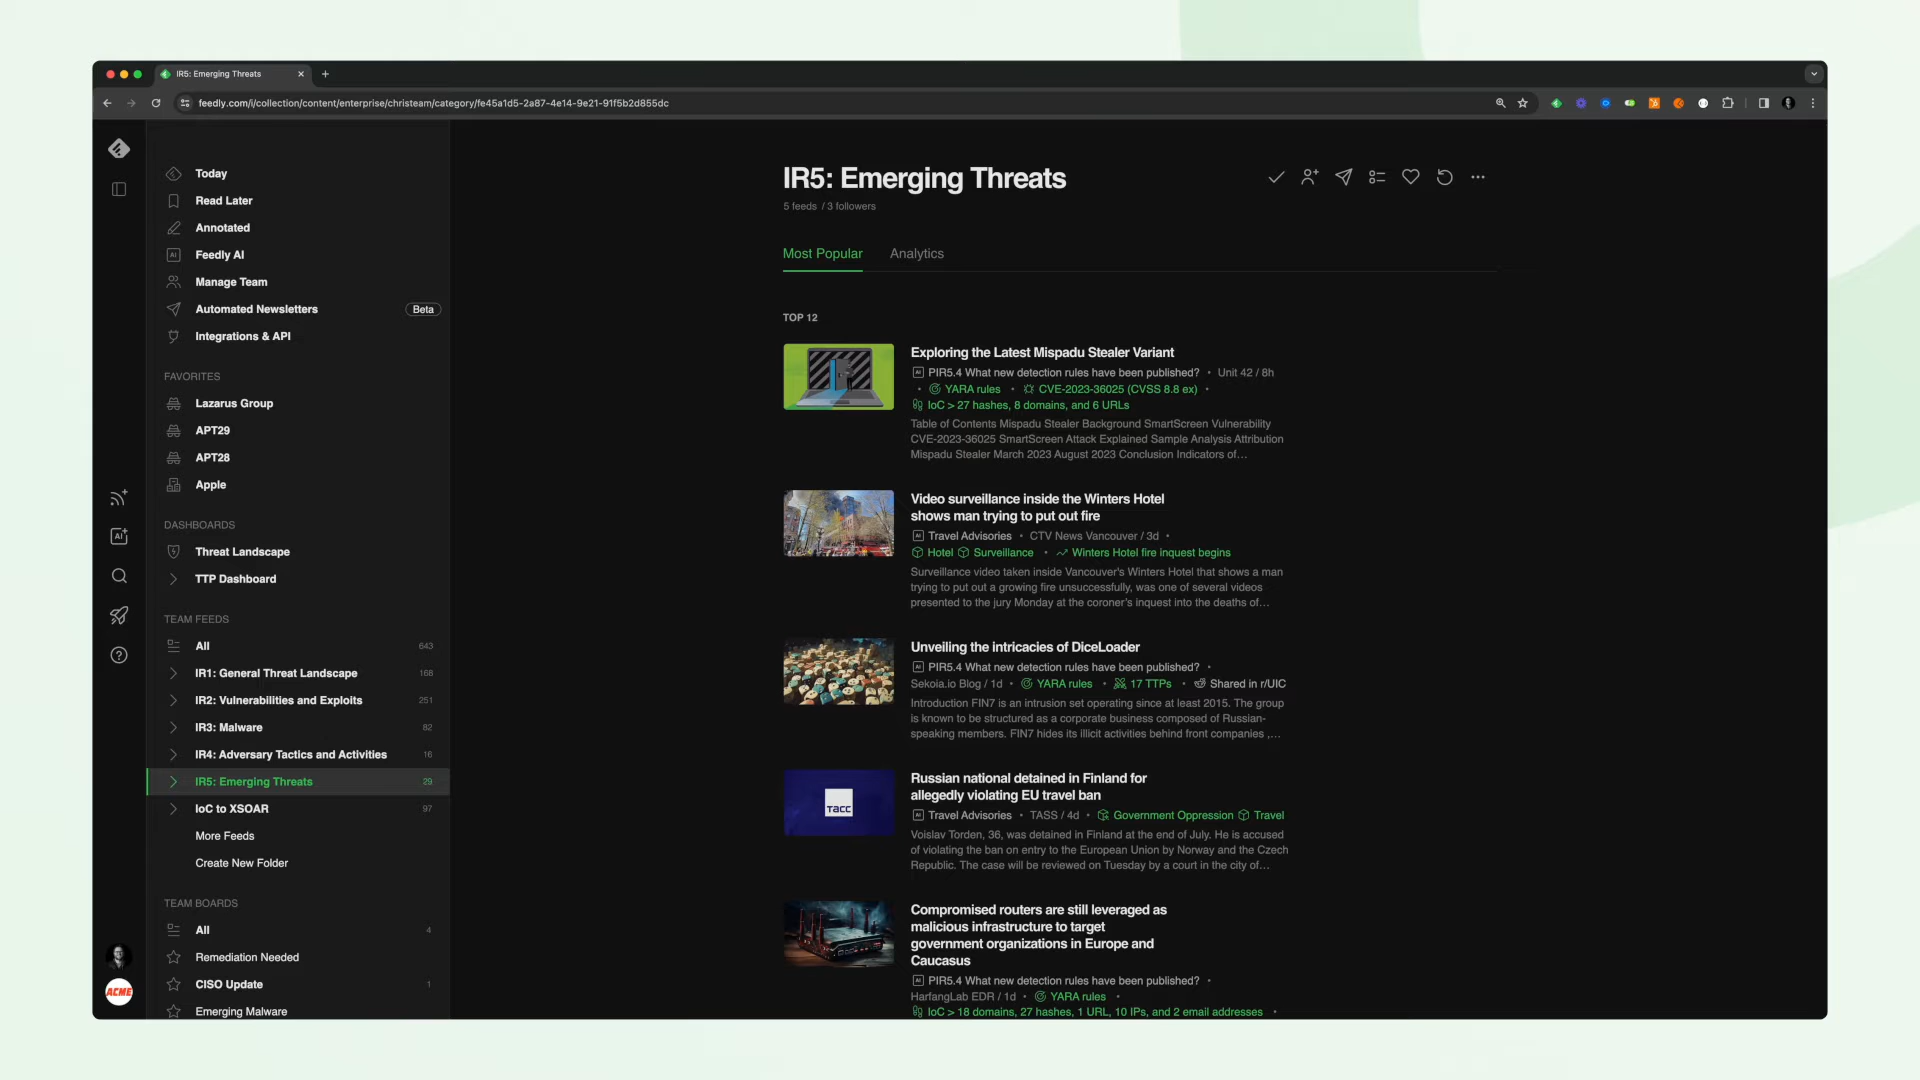 IR5: Emerging Threats
feedly.com/i/collection/content/enterprise/christeam/category/fe45a1d5-2a87-4e14-9e21-91f5b2d855dc
Today
Read Later
Annotated
AI Feedly AI
Manage Team
Automated Newsletters Beta
Integrations & API
FAVORITES
Lazarus Group
APT29
APT28
Apple
DASHBOARDS
Threat Landscape
TTP Dashboard
TEAM FEEDS
All 643
IR1: General Threat Landscape 168
IR2: Vulnerabilities and Exploits 251
IR3: Malware 82
IR4: Adversary Tactics and Activities 16
IR5: Emerging Threats 29
IoC to XSOAR 97
More Feeds
Create New Folder
TEAM BOARDS
All 4
Remediation Needed
CISO Update 1
Emerging Malware
AI
ACME
IR5: Emerging Threats
5 feeds / 3 followers
Most Popular Analytics
TOP 12
Exploring the Latest Mispadu Stealer Variant
AI PIR5.4 What new detection rules have been published? • Unit 42 / 8h
• YARA rules • CVE-2023-36025 (CVSS 8.8 ex) •
IoC > 27 hashes, 8 domains, and 6 URLs
Table of Contents Mispadu Stealer Background SmartScreen Vulnerability
CVE-2023-36025 SmartScreen Attack Explained Sample Analysis Attribution
Mispadu Stealer March 2023 August 2023 Conclusion Indicators of…
Video surveillance inside the Winters Hotel
shows man trying to put out fire
AI Travel Advisories • CTV News Vancouver / 3d •
Hotel Surveillance • Winters Hotel fire inquest begins
Surveillance video taken inside Vancouver's Winters Hotel that shows a man
trying to put out a growing fire unsuccessfully, was one of several videos
presented to the jury Monday at the coroner's inquest into the deaths of…
Unveiling the intricacies of DiceLoader
AI PIR5.4 What new detection rules have been published? •
Sekoia.io Blog / 1d • YARA rules • 17 TTPs • Shared in r/UIC
Introduction FIN7 is an intrusion set operating since at least 2015. The group
is known to be structured as a corporate business composed of Russian-
speaking members. FIN7 hides its illicit activities behind front companies ,…
TACC
Russian national detained in Finland for
allegedly violating EU travel ban
AI Travel Advisories • TASS / 4d • Government Oppression Travel
Voislav Torden, 36, was detained in Finland at the end of July. He is accused
of violating the ban on entry to the European Union by Norway and the Czech
Republic. The case will be reviewed on Tuesday by a court in the city of…
Compromised routers are still leveraged as
malicious infrastructure to target
government organizations in Europe and
Caucasus
AI PIR5.4 What new detection rules have been published? •
HarfangLab EDR / 1d • YARA rules •
IoC > 18 domains, 27 hashes, 1 URL, 10 IPs, and 2 email addresses •